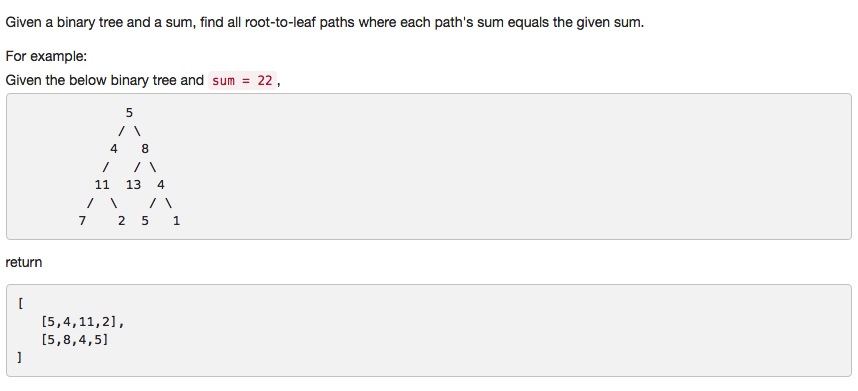 Given a binary tree and a sum, find all root-to-leaf paths where each path's sum equals the given sum.
For example:
Given the below binary tree and sum = 22 ,
5
/ \
4 8
/ / \
11 13 4
/ \ / \
7 2 5 1
return
[
[5,4,11,2],
[5,8,4,5]
]